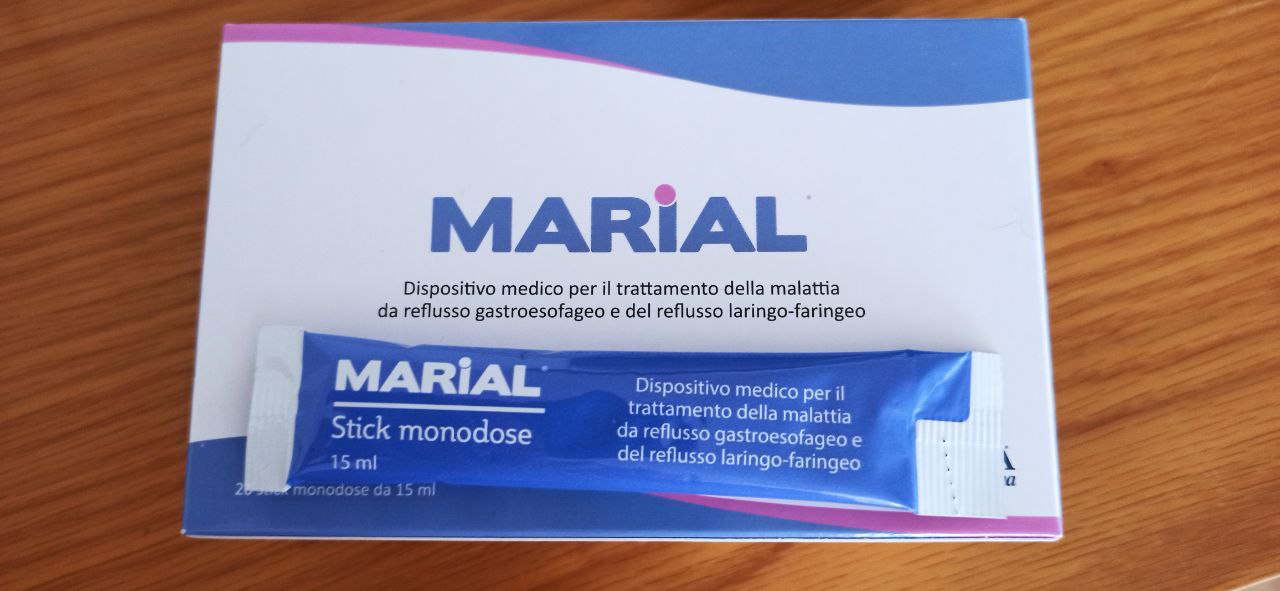 MARiAL
Dispositivo medico per il trattamento della malattia
da reflusso gastroesofageo e del reflusso laringo-faringeo
MARiAL
Stick monodose
15 ml
Dispositivo medico per il
trattamento della malattia
da reflusso gastroesofageo e
del reflusso laringo-faringeo
monodose da 15 ml